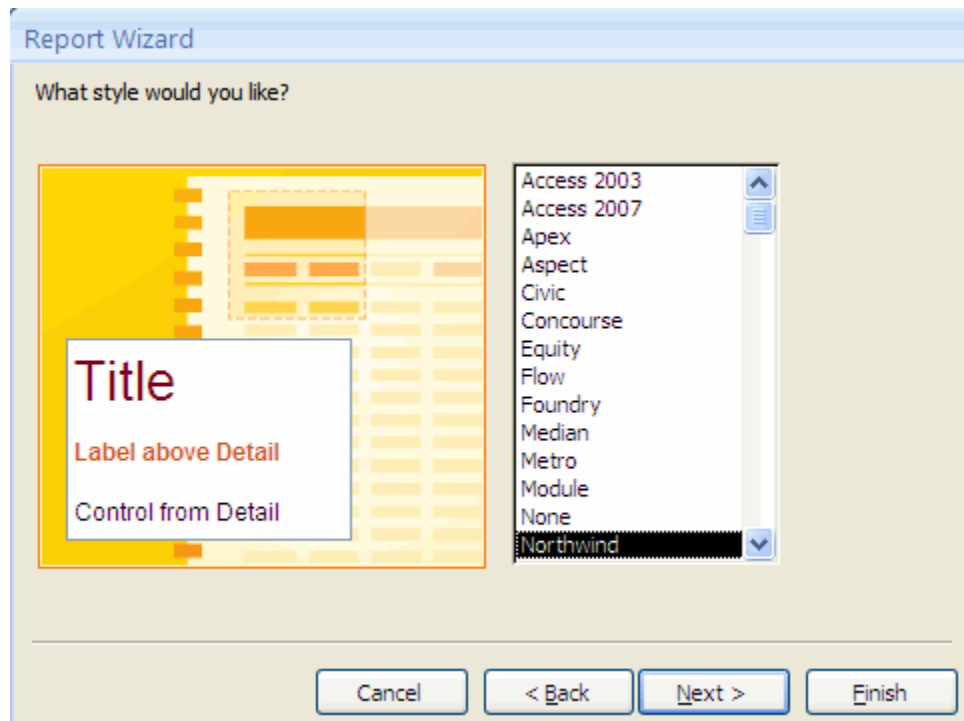 Report Wizard
What style would you like?
Title
Label above Detail
Control from Detail
Access 2003
Access 2007
Apex
Aspect
Civic
Concourse
Equity
Flow
Foundry
Median
Metro
Module
None
Northwind
Cancel
< Back
Next >
Finish